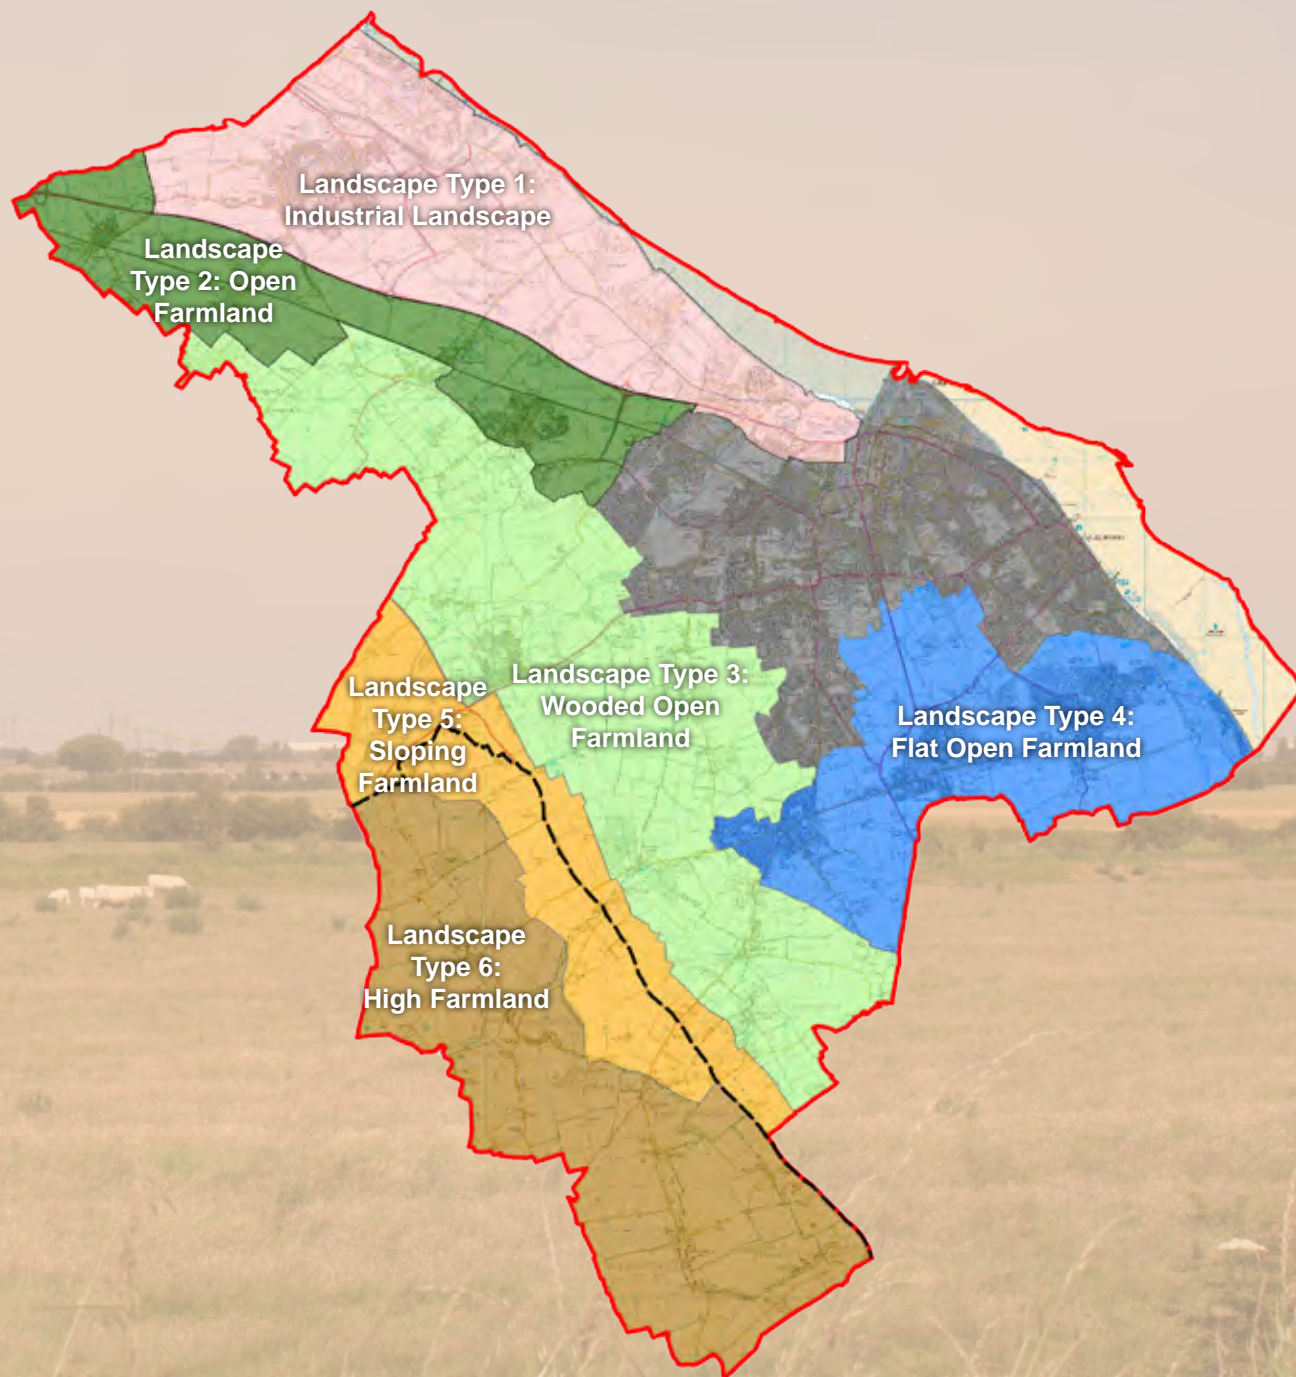 Landscape Type 1:
Industrial Landscape
Landscape
Type 2: Open
Farmland
Landscape Type 3:
Wooded Open
Farmland
Landscape
Type 5:
Sloping
Farmland
Landscape Type 4:
Flat Open Farmland
Landscape
Type 6:
High Farmland